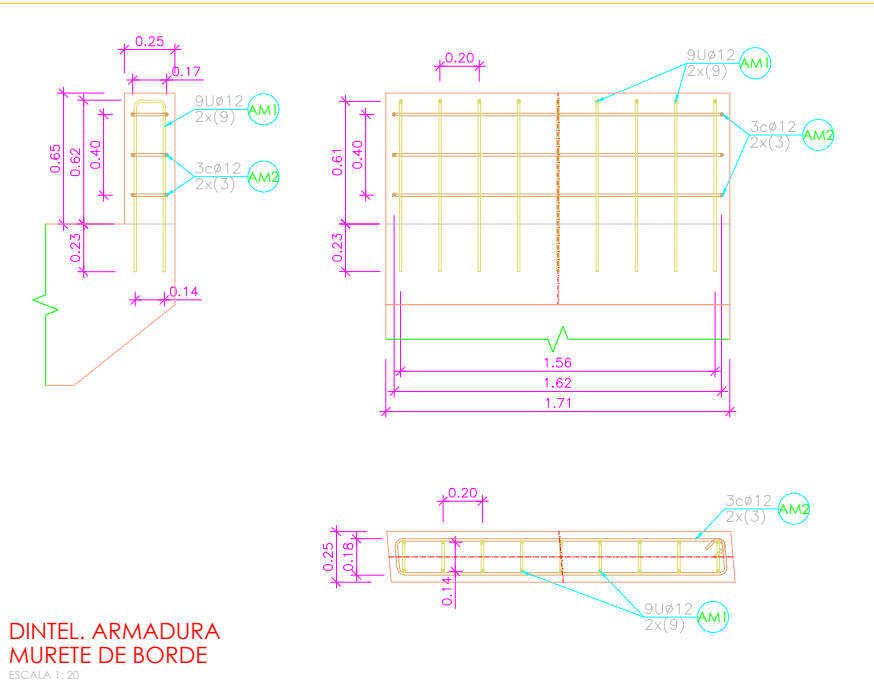 0.25
0.17
9Uø12
2x(9)
AM1
3cø12
2x(3)
AM2
0.65
0.62
0.40
0.23
0.14
0.20
9Uø12
2x(9)
AM1
3cø12
2x(3)
AM2
0.61
0.40
0.23
1.56
1.62
1.71
0.20
3cø12
2x(3)
AM2
0.25
0.18
0.14
9Uø12
2x(9)
AM1
DINTEL. ARMADURA
MURETE DE BORDE
ESCALA 1: 20